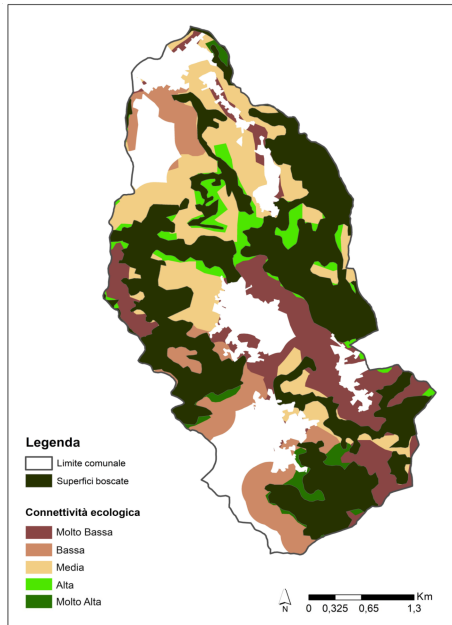 Legenda
Limite comunale
Superfici boscate
Connettività ecologica
Molto Bassa
Bassa
Media
Alta
Molto Alta
N
Km
0 0,325 0,65 1,3